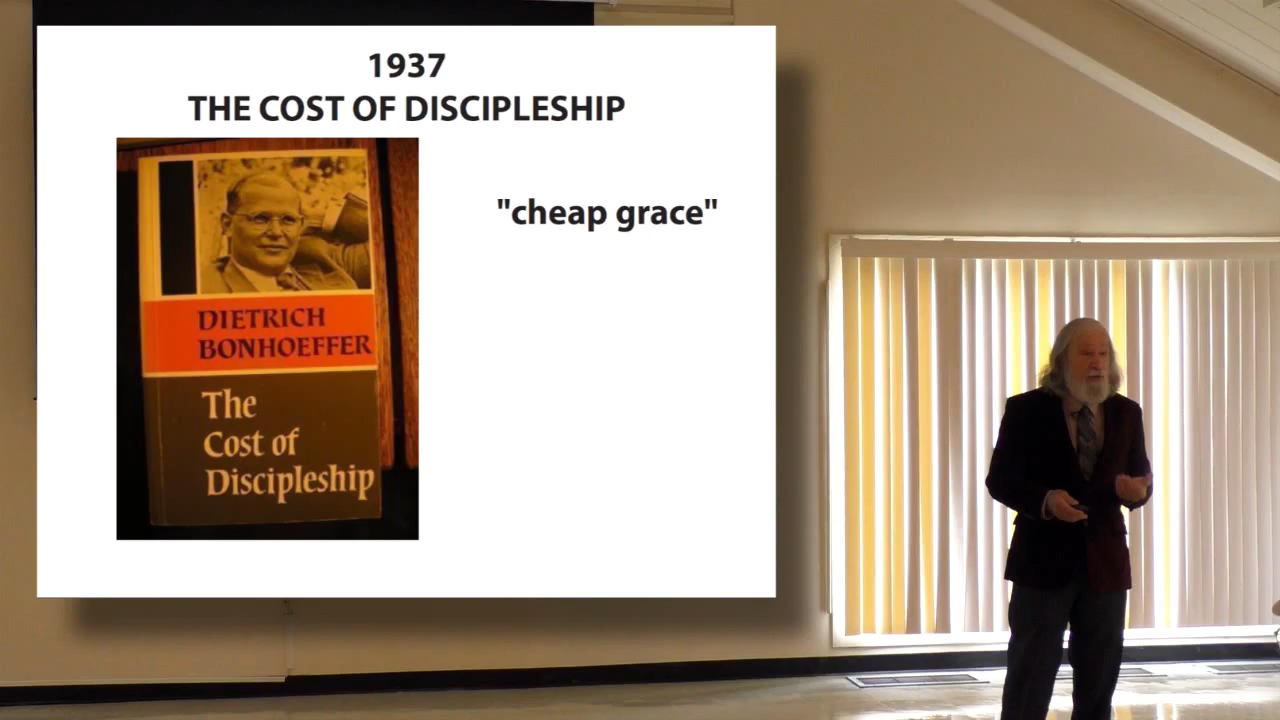 1937
THE COST OF DISCIPLESHIP
"cheap grace"
DIETRICH
BONHOEFFER
The
Cost of
Discipleship